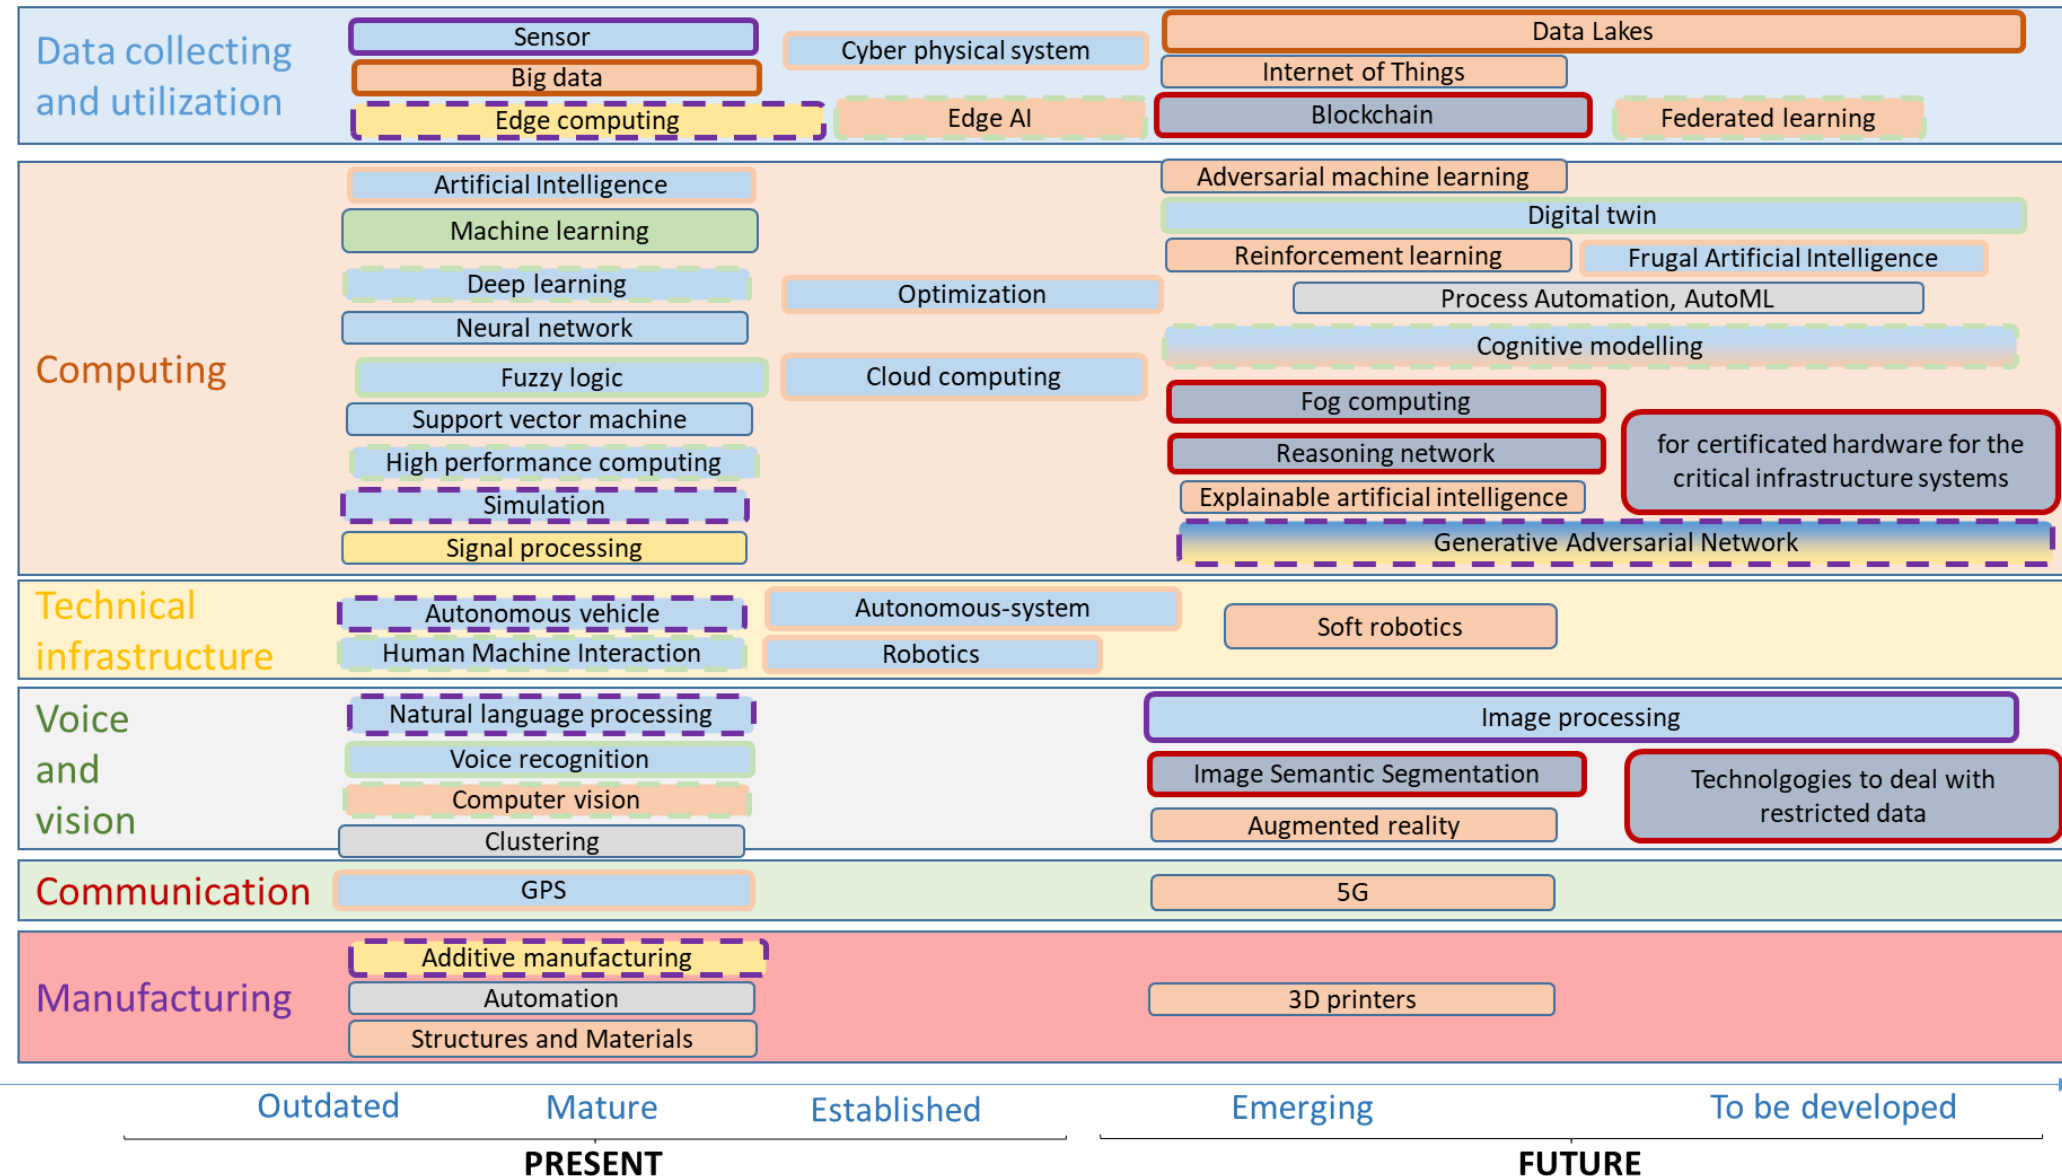 Data collecting
and utilization
Sensor
Big data
Edge computing
Cyber physical system
Edge AI
Data Lakes
Internet of Things
Blockchain
Federated learning
Computing
Artificial Intelligence
Machine learning
Deep learning
Neural network
Fuzzy logic
Support vector machine
High performance computing
Simulation
Signal processing
Optimization
Cloud computing
Adversarial machine learning
Digital twin
Reinforcement learning
Frugal Artificial Intelligence
Process Automation, AutoML
Cognitive modelling
Fog computing
Reasoning network
for certificated hardware for the
critical infrastructure systems
Explainable artificial intelligence
Generative Adversarial Network
Technical
infrastructure
Autonomous vehicle
Human Machine Interaction
Autonomous-system
Robotics
Soft robotics
Voice
and
vision
Natural language processing
Voice recognition
Computer vision
Clustering
Image processing
Image Semantic Segmentation
Augmented reality
Technolgogies to deal with
restricted data
Communication
GPS
5G
Manufacturing
Additive manufacturing
Automation
Structures and Materials
3D printers
Outdated
Mature
Established
Emerging
To be developed
PRESENT
FUTURE